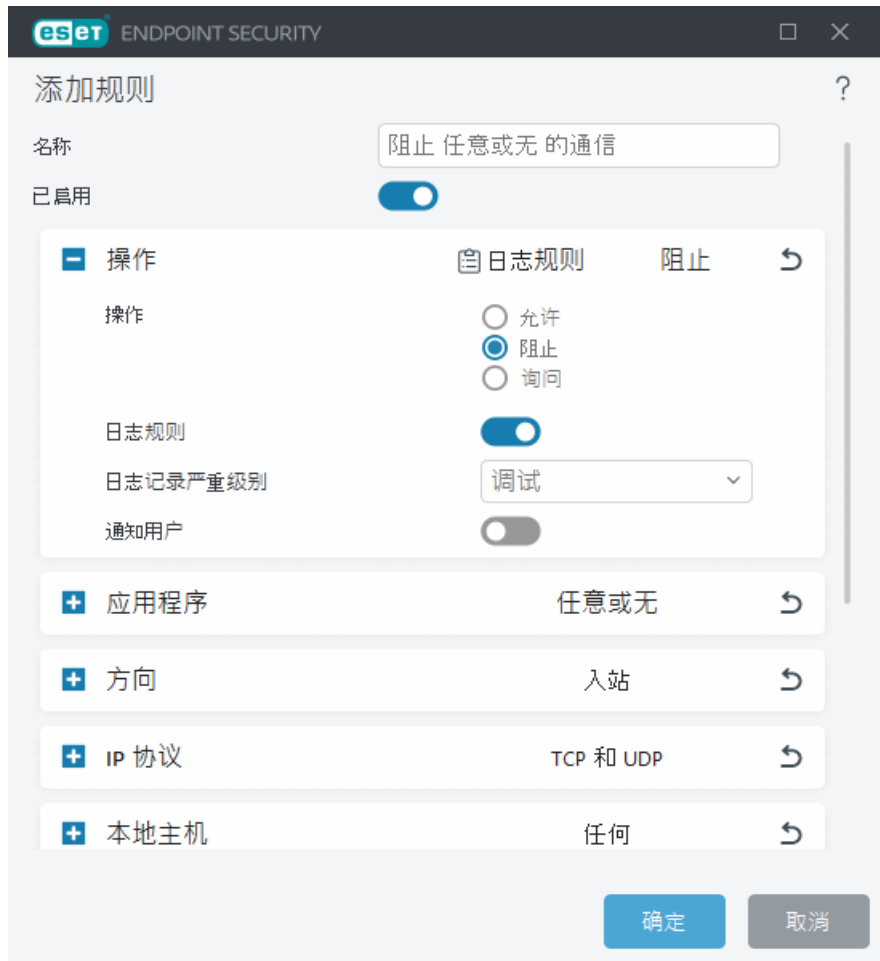 eseT ENDPOINT SECURITY
添加规则 ?
名称 阻止 任意或无 的通信
已启用
操作 日志规则 阻止
操作 允许
阻止
询问
日志规则
日志记录严重级别 调试
通知用户
应用程序 任意或无
方向 入站
IP 协议 TCP 和 UDP
本地主机 任何
确定 取消